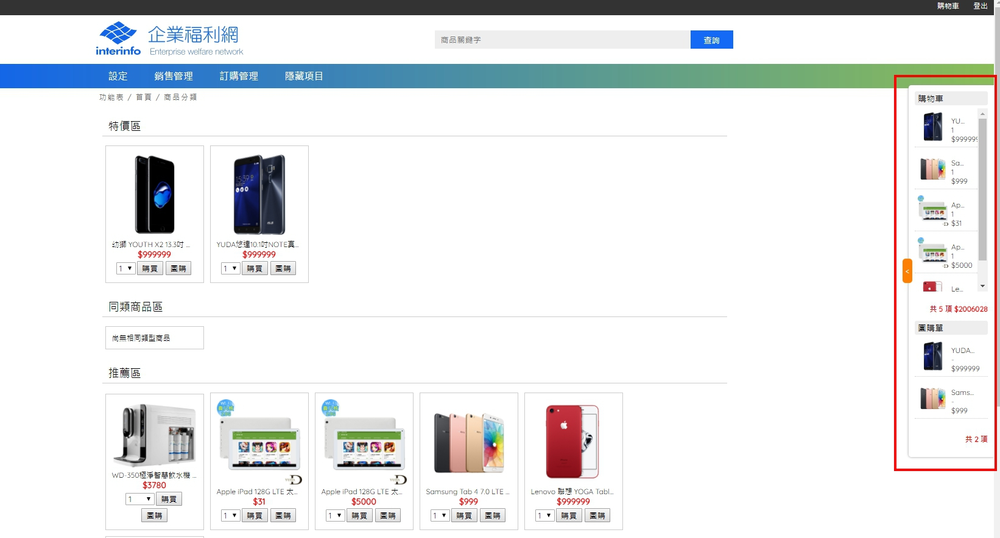 購物車 登出
interinfo 企業福利網
Enterprise welfare network
商品關鍵字 查詢
設定 銷售管理 訂購管理 隱藏項目
功能表 / 首頁 / 商品分類
特價區
幼獅 YOUTH X2 13.3吋 ...
$999999
1 購買 團購
YUDA悠達10.1吋NOTE真...
$999999
1 購買 團購
同類商品區
尚無相同類型商品
推薦區
WD-350極淨智慧飲水機 ...
$3780
1 購買
團購
YUDA
Apple iPad 128G LTE 太...
$31
1 購買 團購
YUDA
Apple iPad 128G LTE 太...
$5000
1 購買 團購
Samsung Tab 4 7.0 LTE ...
$999
1 購買 團購
Lenovo 聯想 YOGA Tabl...
$999999
1 購買 團購
購物車
YU...
1
$999999
Sa...
1
$999
Ap...
1
$31
Ap...
1
$5000
Le...
<
共 5 項 $2006028
團購單
YUDA...
-
$999999
Sams...
-
$999
共 2 項